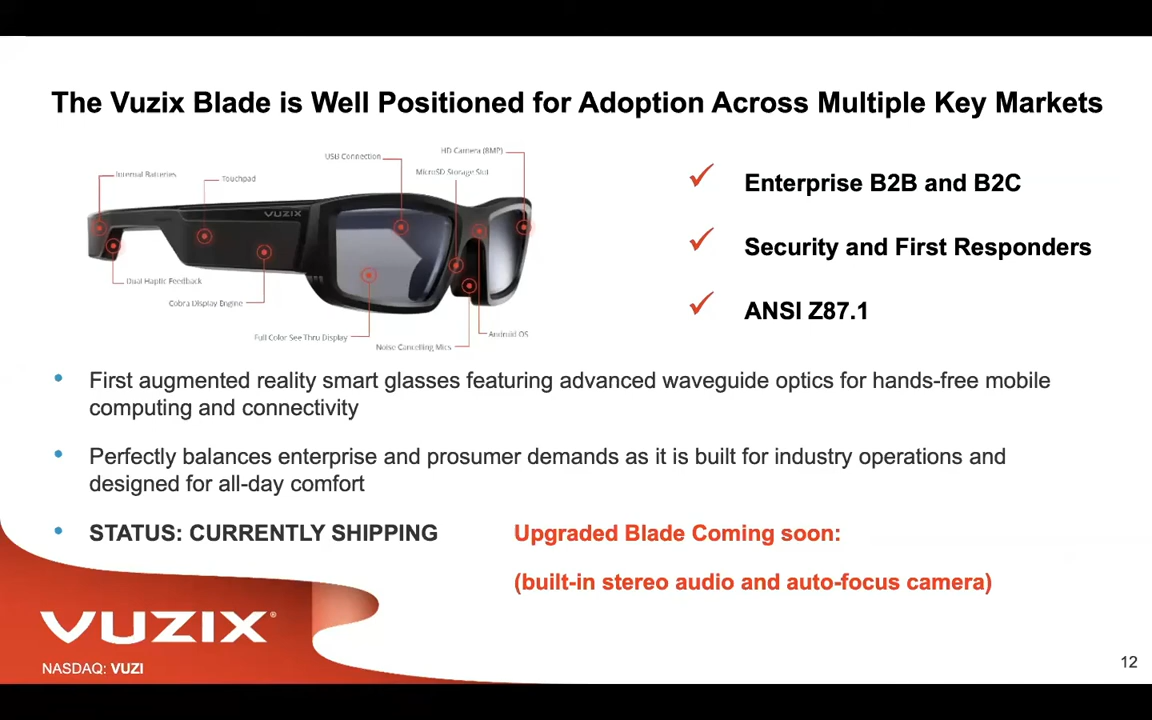 The Vuzix Blade is Well Positioned for Adoption Across Multiple Key Markets
HD Camera (8MP)
USB Connection
MicroSD Storage Slot
Internal Batteries
Touchpad
VUZIX
Dual Haptic Feedback
Cobra Display Engine
Full Color See Thru Display
Noise Cancelling Mics
Android OS
✓ Enterprise B2B and B2C
✓ Security and First Responders
✓ ANSI Z87.1
• First augmented reality smart glasses featuring advanced waveguide optics for hands-free mobile
computing and connectivity
• Perfectly balances enterprise and prosumer demands as it is built for industry operations and
designed for all-day comfort
• STATUS: CURRENTLY SHIPPING
Upgraded Blade Coming soon:
(built-in stereo audio and auto-focus camera)
VUZIX®
NASDAQ: VUZI
12